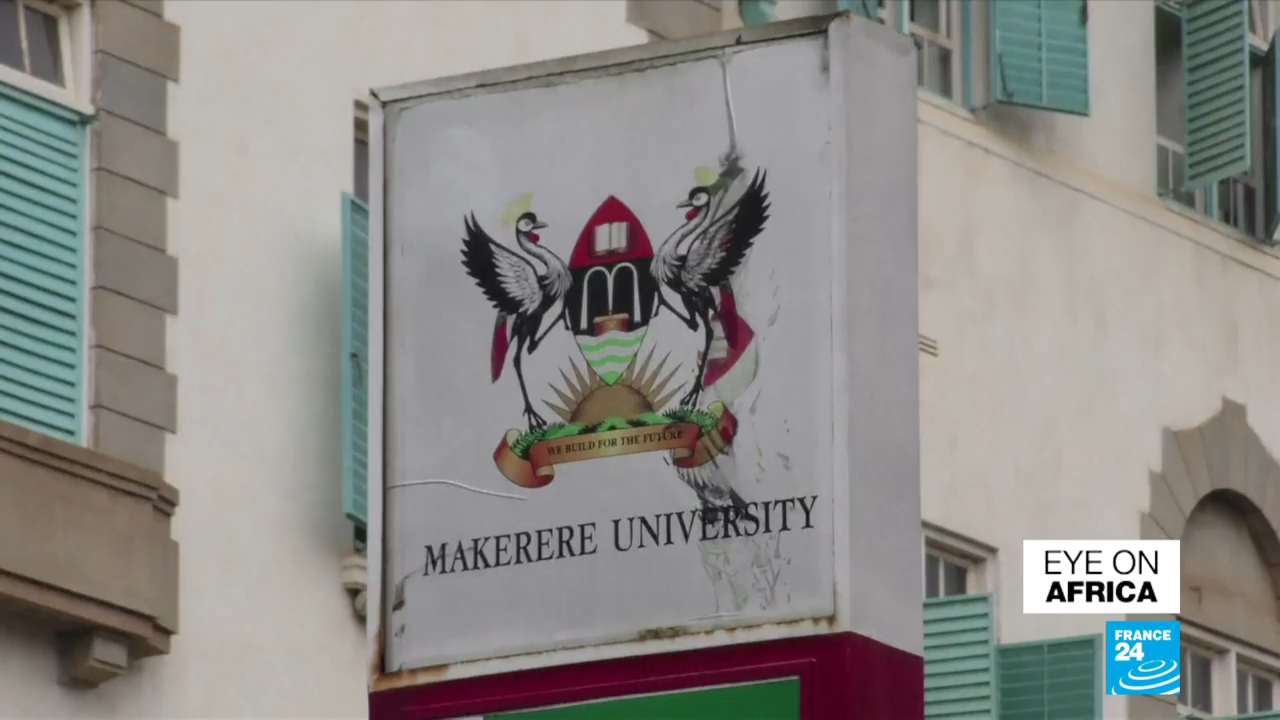 WE BUILD FOR THE FUTURE
MAKERERE UNIVERSITY
EYE ON
AFRICA
FRANCE
24